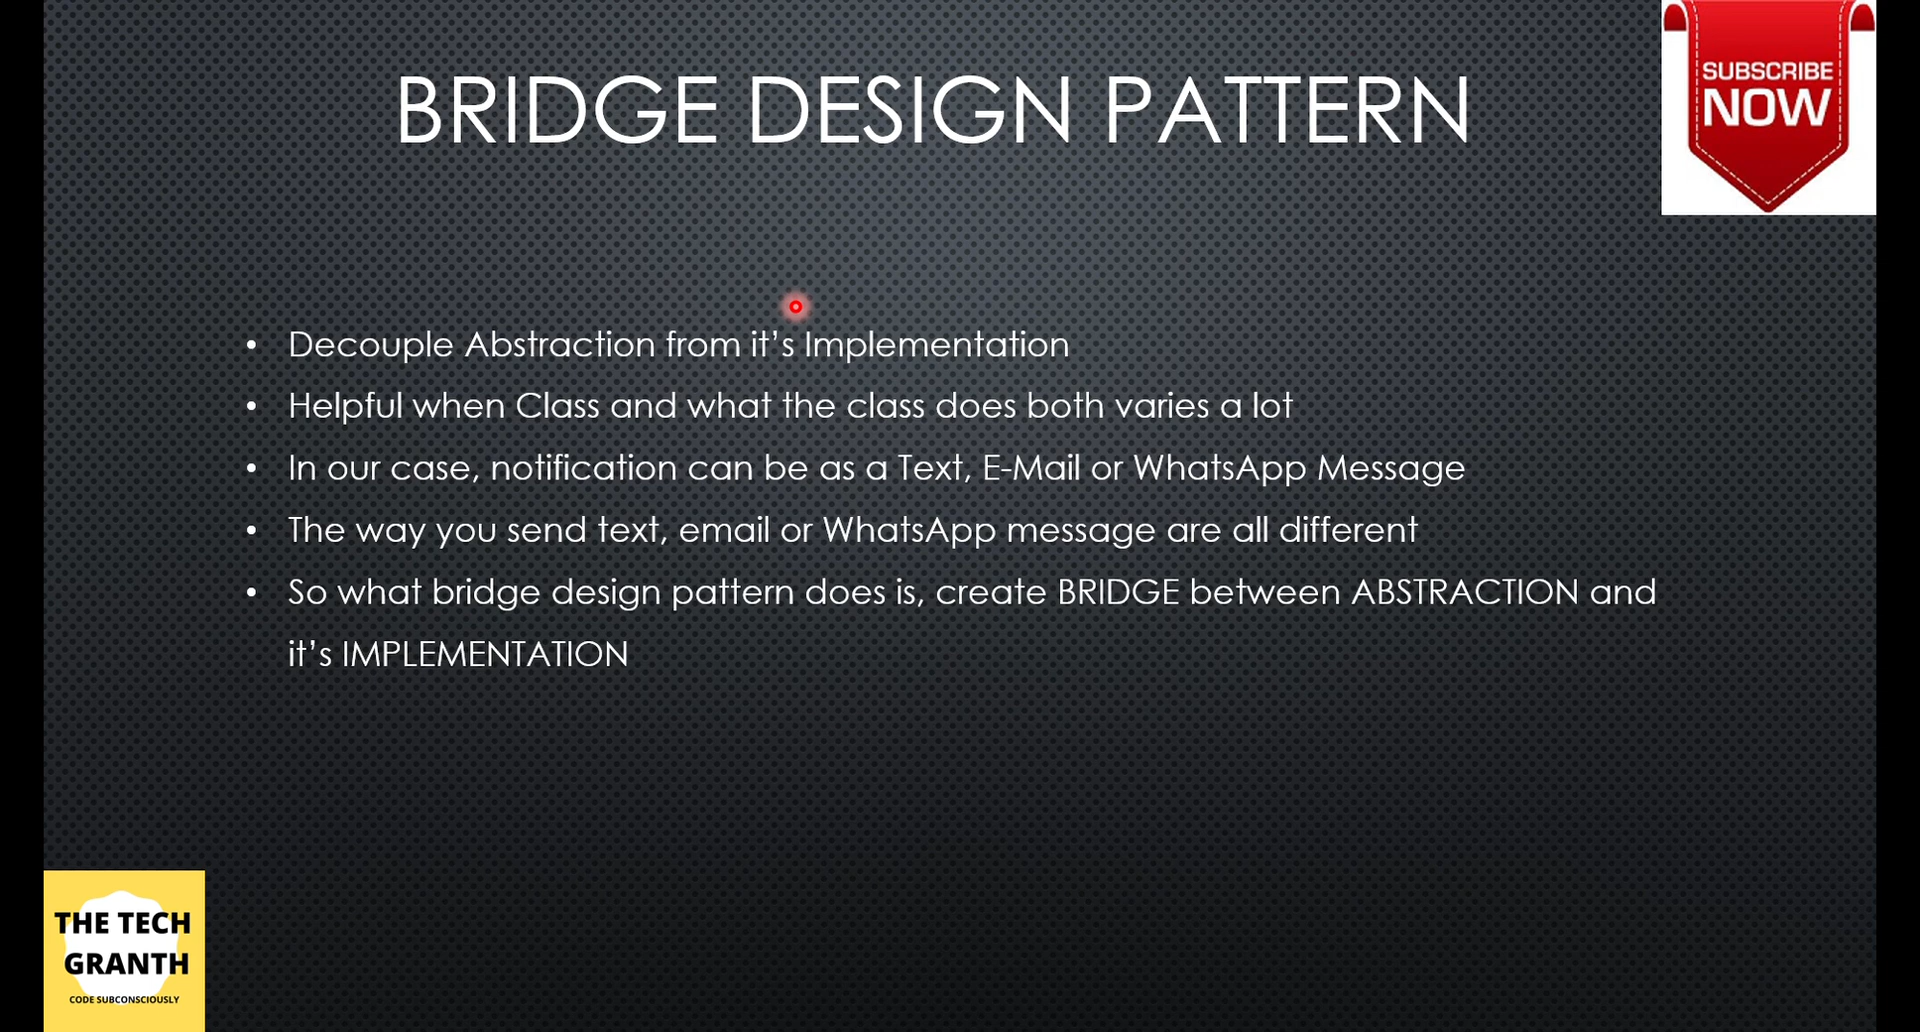 BRIDGE DESIGN PATTERN
SUBSCRIBE
NOW
• Decouple Abstraction from it’s Implementation
• Helpful when Class and what the class does both varies a lot
• In our case, notification can be as a Text, E-Mail or WhatsApp Message
• The way you send text, email or WhatsApp message are all different
• So what bridge design pattern does is, create BRIDGE between ABSTRACTION and
it’s IMPLEMENTATION
THE TECH
GRANTH
CODE SUBCONSCIOUSLY